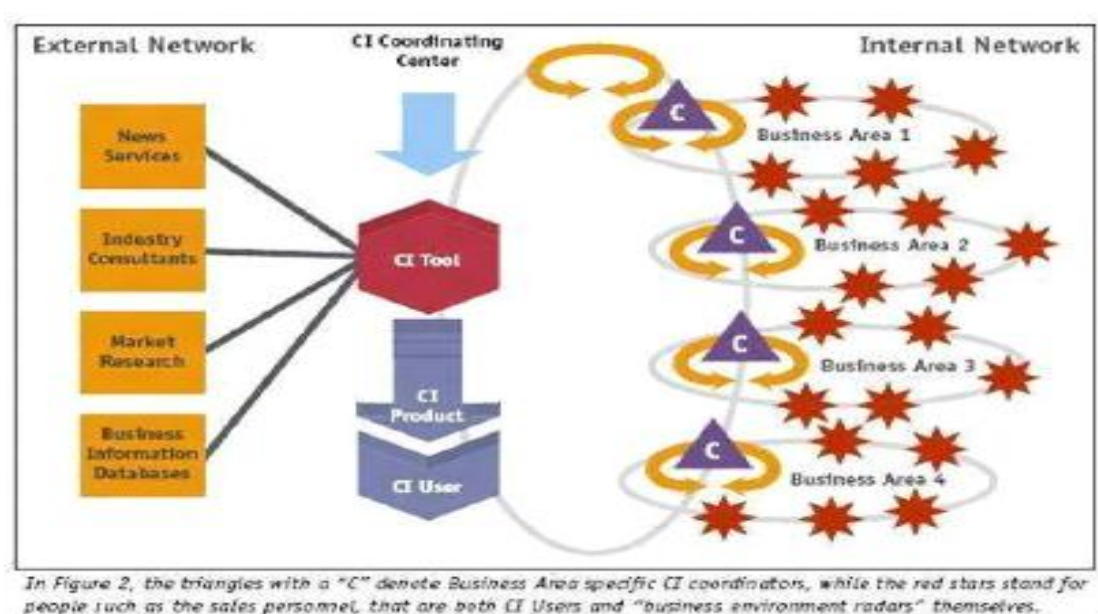 External Network
CI Coordinating
Center
Internal Network
News
Services
Industry
Consultants
Market
Research
Business
Information
Databases
CI Tool
CI
Product
CI User
C
Business Area 1
C
Business Area 2
C
Business Area 3
C
Business Area 4
In Figure 2, the triangles with a "C" denote Business Area specific CI coordinators, while the red stars stand for
people such as the sales personnel, that are both CI Users and "business environment radars" themselves.